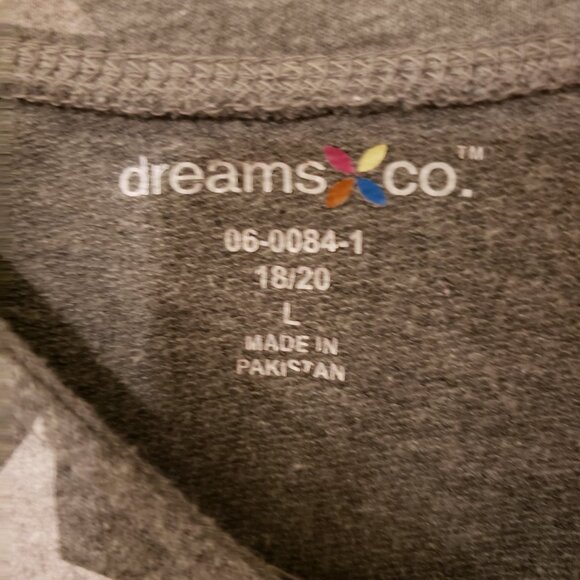 dreams co.™
06-0084-1
18/20
L
MADE IN
PAKISTAN